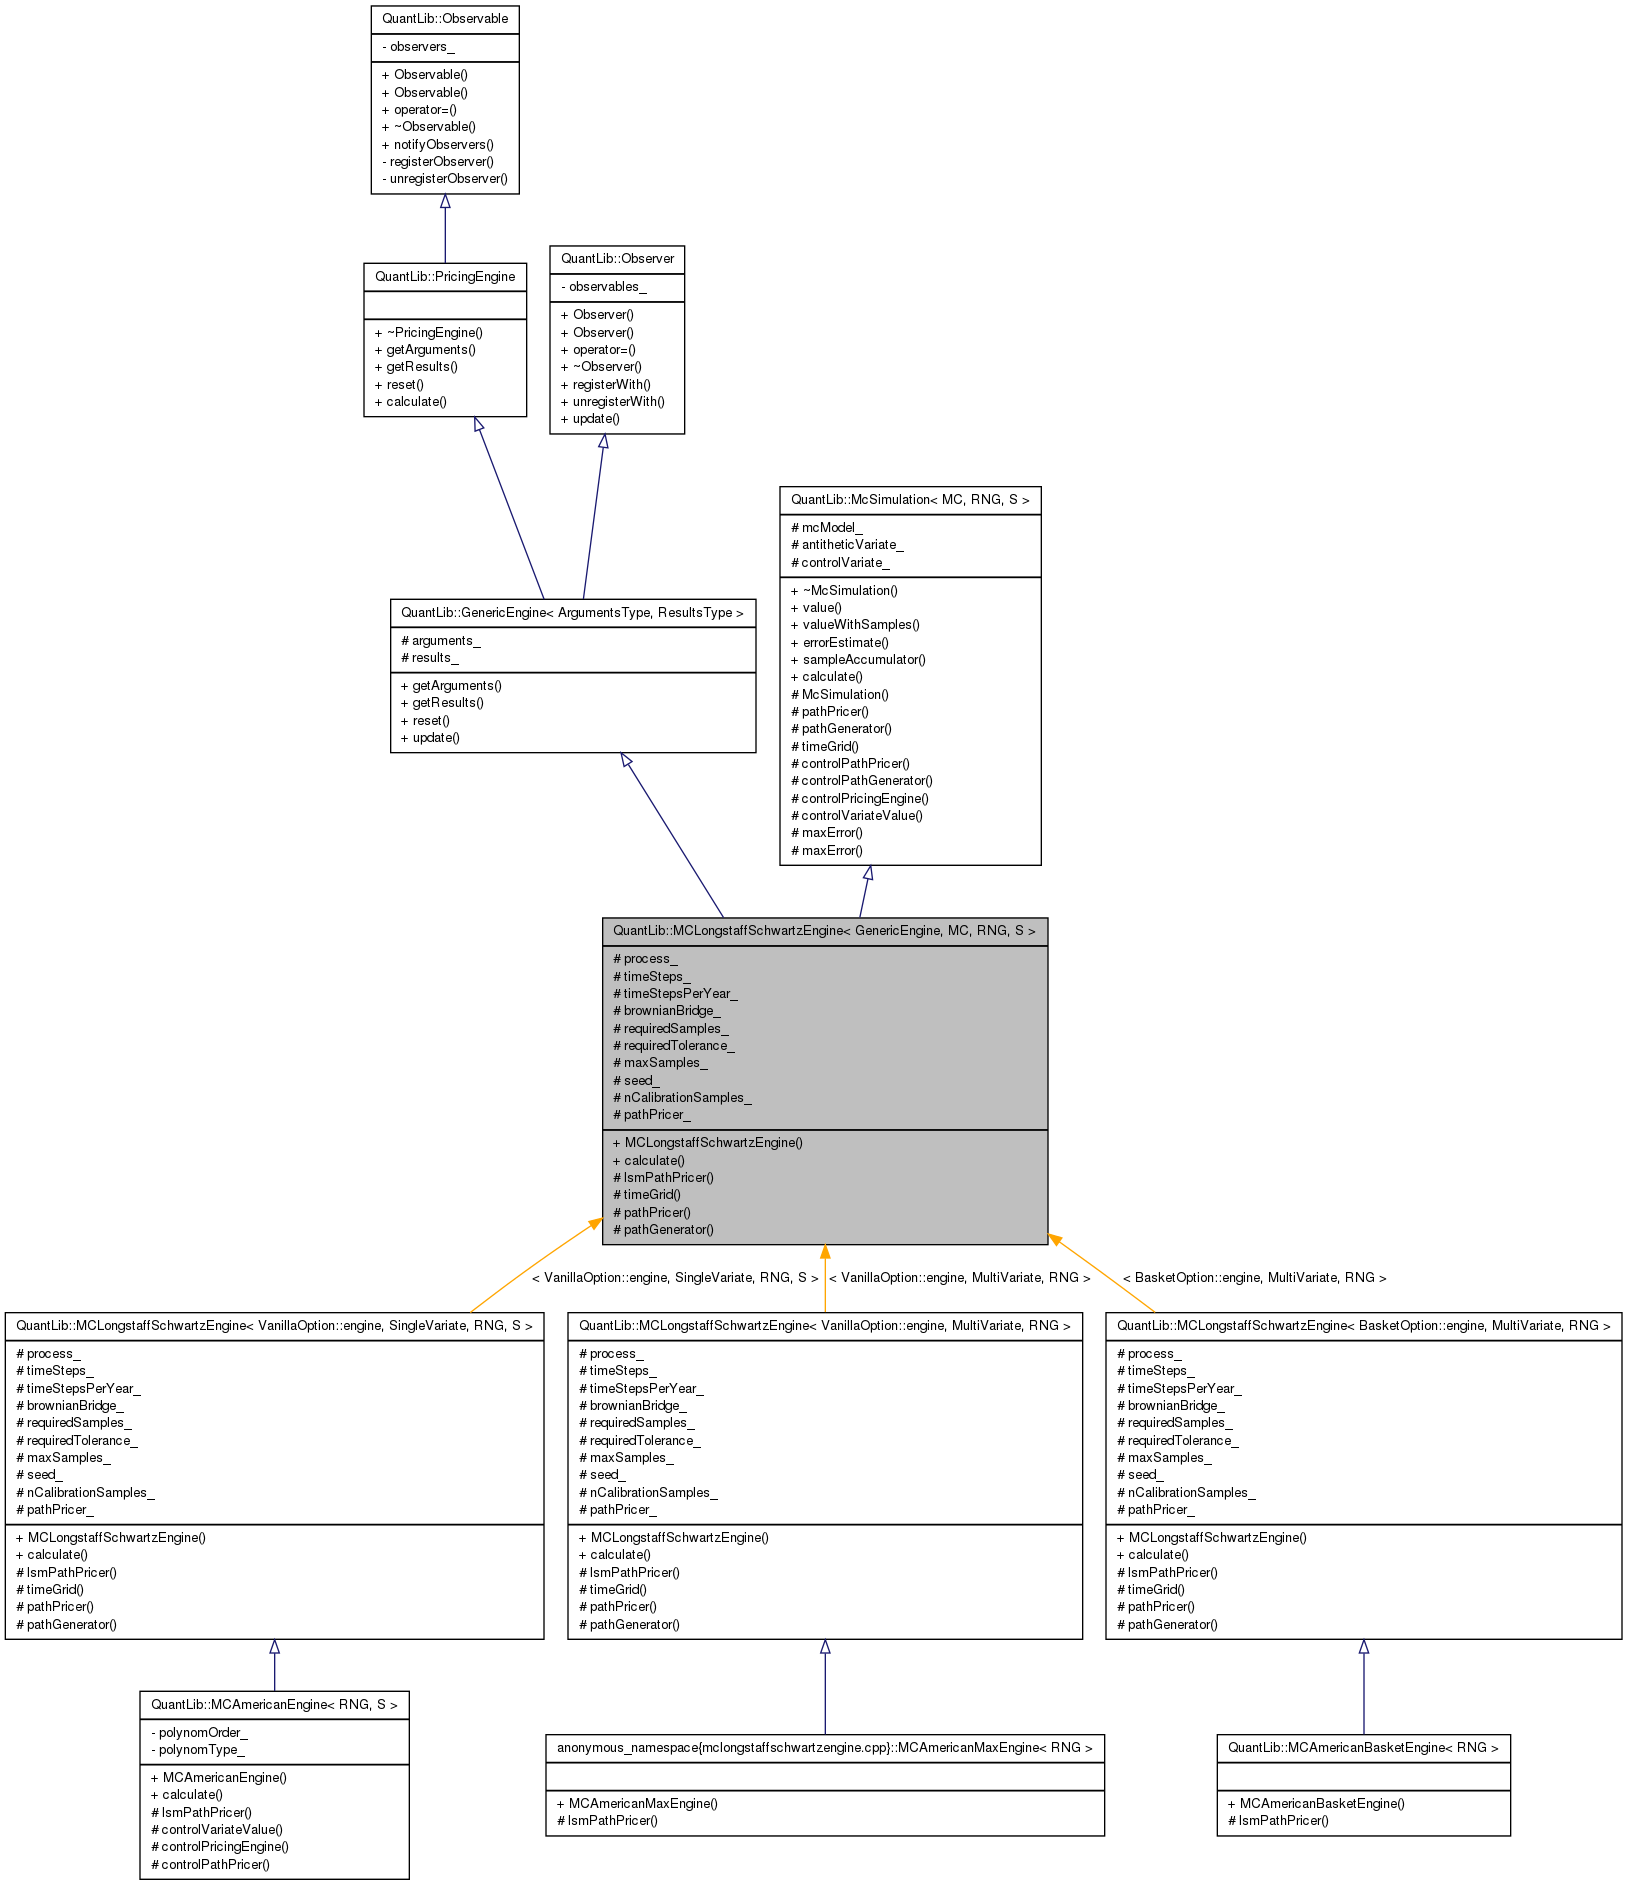 QuantLib::Observable
- observers_
+ Observable()
+ Observable()
+ operator=()
+ ~Observable()
+ notifyObservers()
- registerObserver()
- unregisterObserver()
QuantLib::PricingEngine
+ ~PricingEngine()
+ getArguments()
+ getResults()
+ reset()
+ calculate()
QuantLib::Observer
- observables_
+ Observer()
+ Observer()
+ operator=()
+ ~Observer()
+ registerWith()
+ unregisterWith()
+ update()
QuantLib::McSimulation< MC, RNG, S >
# mcModel_
# antitheticVariate_
# controlVariate_
+ ~McSimulation()
+ value()
+ valueWithSamples()
+ errorEstimate()
+ sampleAccumulator()
+ calculate()
# McSimulation()
# pathPricer()
# pathGenerator()
# timeGrid()
# controlPathPricer()
# controlPathGenerator()
# controlPricingEngine()
# controlVariateValue()
# maxError()
# maxError()
QuantLib::GenericEngine< ArgumentsType, ResultsType >
# arguments_
# results_
+ getArguments()
+ getResults()
+ reset()
+ update()
QuantLib::MCLongstaffSchwartzEngine< GenericEngine, MC, RNG, S >
# process_
# timeSteps_
# timeStepsPerYear_
# brownianBridge_
# requiredSamples_
# requiredTolerance_
# maxSamples_
# seed_
# nCalibrationSamples_
# pathPricer_
+ MCLongstaffSchwartzEngine()
+ calculate()
# lsmPathPricer()
# timeGrid()
# pathPricer()
# pathGenerator()
< VanillaOption::engine, SingleVariate, RNG, S >
< VanillaOption::engine, MultiVariate, RNG >
< BasketOption::engine, MultiVariate, RNG >
QuantLib::MCLongstaffSchwartzEngine< VanillaOption::engine, SingleVariate, RNG, S >
# process_
# timeSteps_
# timeStepsPerYear_
# brownianBridge_
# requiredSamples_
# requiredTolerance_
# maxSamples_
# seed_
# nCalibrationSamples_
# pathPricer_
+ MCLongstaffSchwartzEngine()
+ calculate()
# lsmPathPricer()
# timeGrid()
# pathPricer()
# pathGenerator()
QuantLib::MCLongstaffSchwartzEngine< VanillaOption::engine, MultiVariate, RNG >
# process_
# timeSteps_
# timeStepsPerYear_
# brownianBridge_
# requiredSamples_
# requiredTolerance_
# maxSamples_
# seed_
# nCalibrationSamples_
# pathPricer_
+ MCLongstaffSchwartzEngine()
+ calculate()
# lsmPathPricer()
# timeGrid()
# pathPricer()
# pathGenerator()
QuantLib::MCLongstaffSchwartzEngine< BasketOption::engine, MultiVariate, RNG >
# process_
# timeSteps_
# timeStepsPerYear_
# brownianBridge_
# requiredSamples_
# requiredTolerance_
# maxSamples_
# seed_
# nCalibrationSamples_
# pathPricer_
+ MCLongstaffSchwartzEngine()
+ calculate()
# lsmPathPricer()
# timeGrid()
# pathPricer()
# pathGenerator()
QuantLib::MCAmericanEngine< RNG, S >
- polynomOrder_
- polynomType_
+ MCAmericanEngine()
+ calculate()
# lsmPathPricer()
# controlVariateValue()
# controlPricingEngine()
# controlPathPricer()
anonymous_namespace{mclongstaffschwartzengine.cpp}::MCAmericanMaxEngine< RNG >
+ MCAmericanMaxEngine()
# lsmPathPricer()
QuantLib::MCAmericanBasketEngine< RNG >
+ MCAmericanBasketEngine()
# lsmPathPricer()